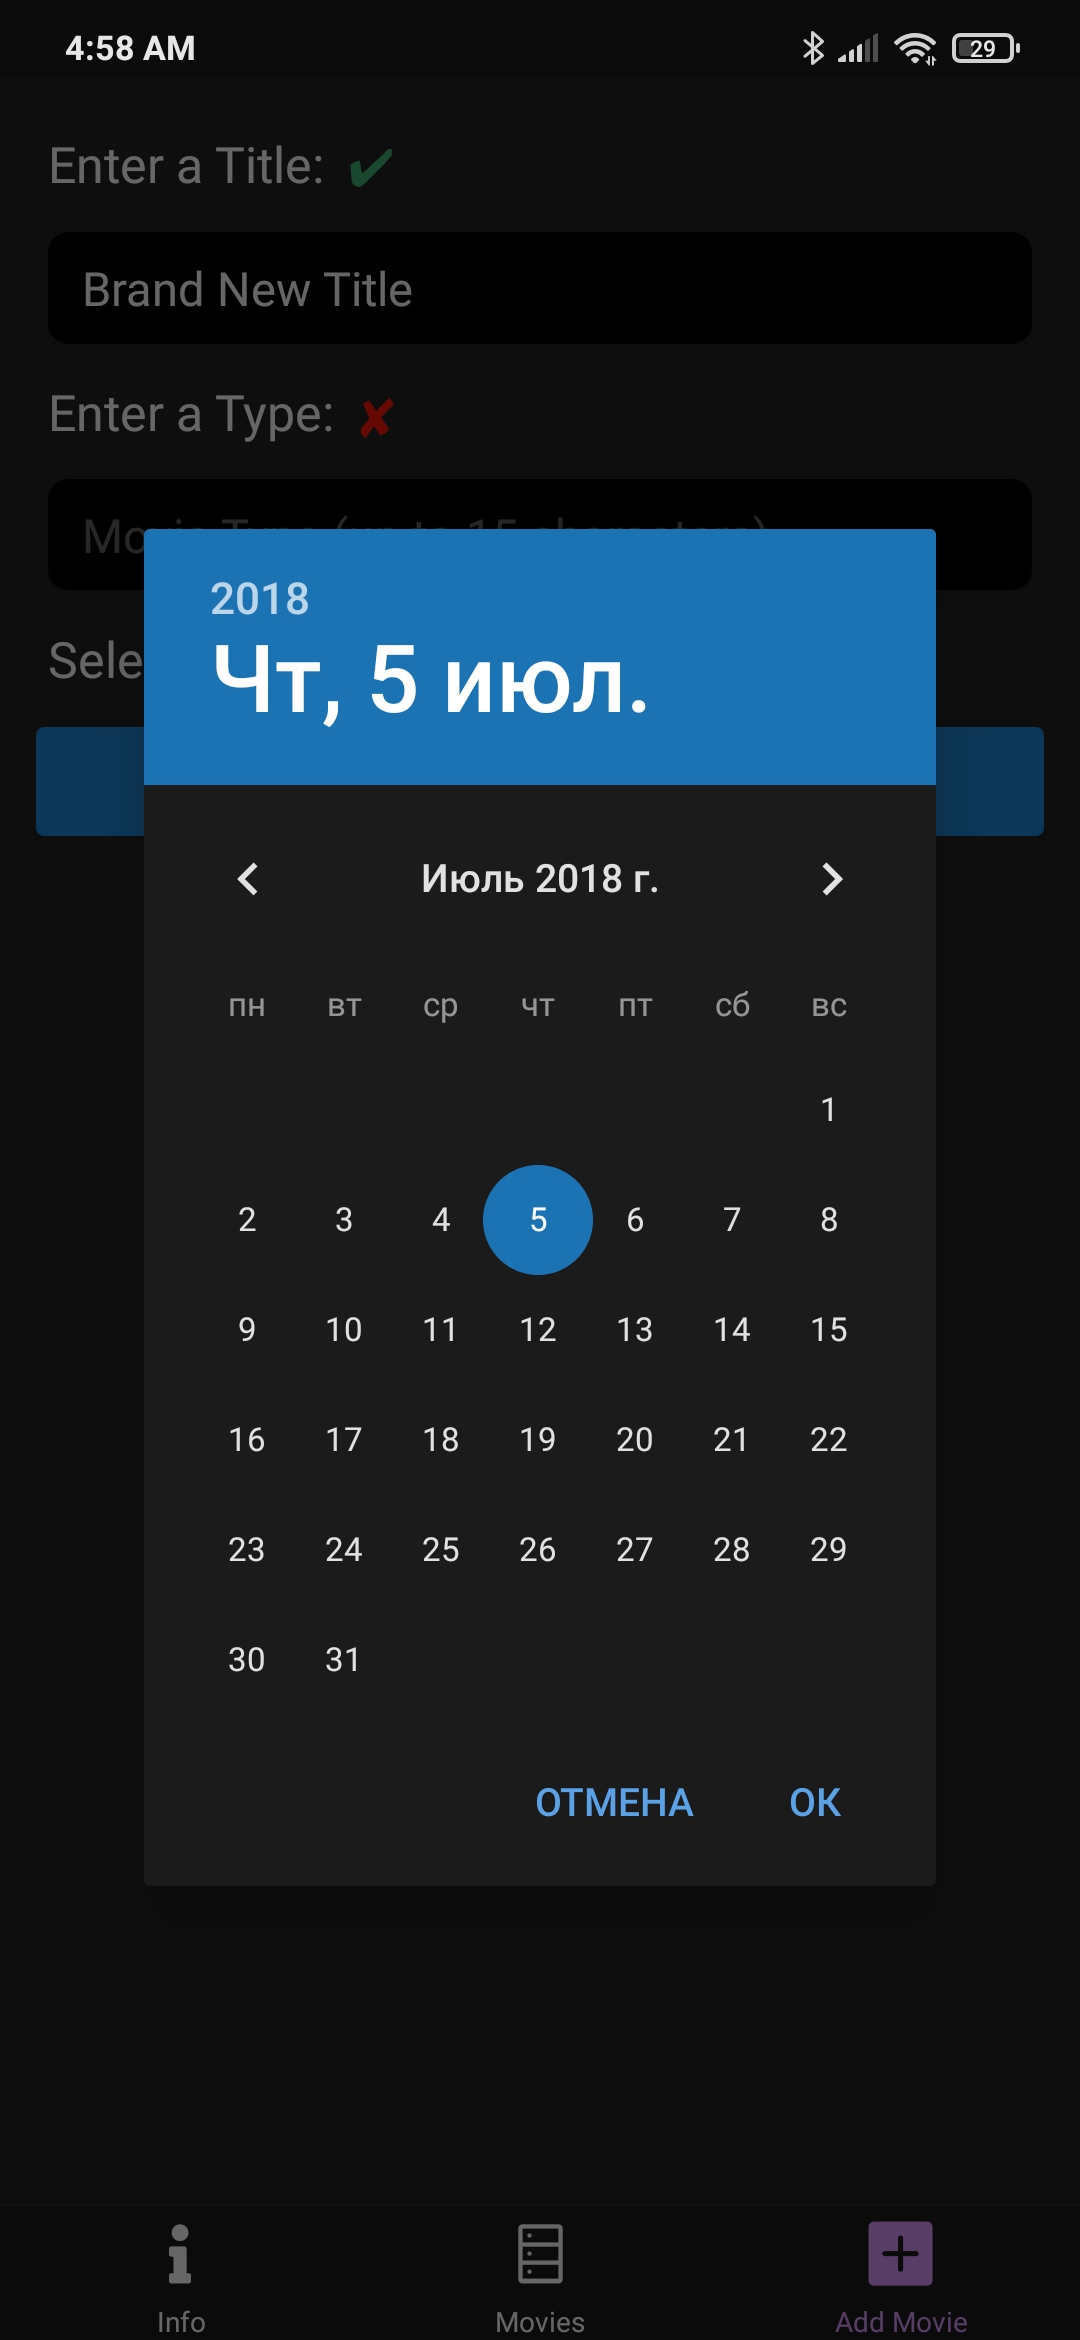 4:58 AM
29
Enter a Title: ✔
Brand New Title
Enter a Type: ✘
2018
Чт, 5 июл.
Июль 2018 г.
пн вт ср чт пт сб вс
1
2 3 4 5 6 7 8
9 10 11 12 13 14 15
16 17 18 19 20 21 22
23 24 25 26 27 28 29
30 31
ОТМЕНА ОК
Info Movies Add Movie